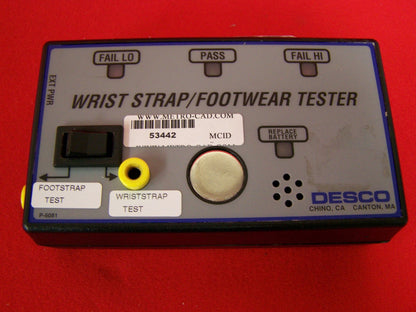 FAIL LO
PASS
FAIL HI
EXT PWR
WRIST STRAP/FOOTWEAR TESTER
WWW.METRO-CAD.COM
53442 MCID
REPLACE
BATTERY
FOOTSTRAP
TEST
WRISTSTRAP
TEST
P-6081
DESCO
CHINO, CA CANTON, MA